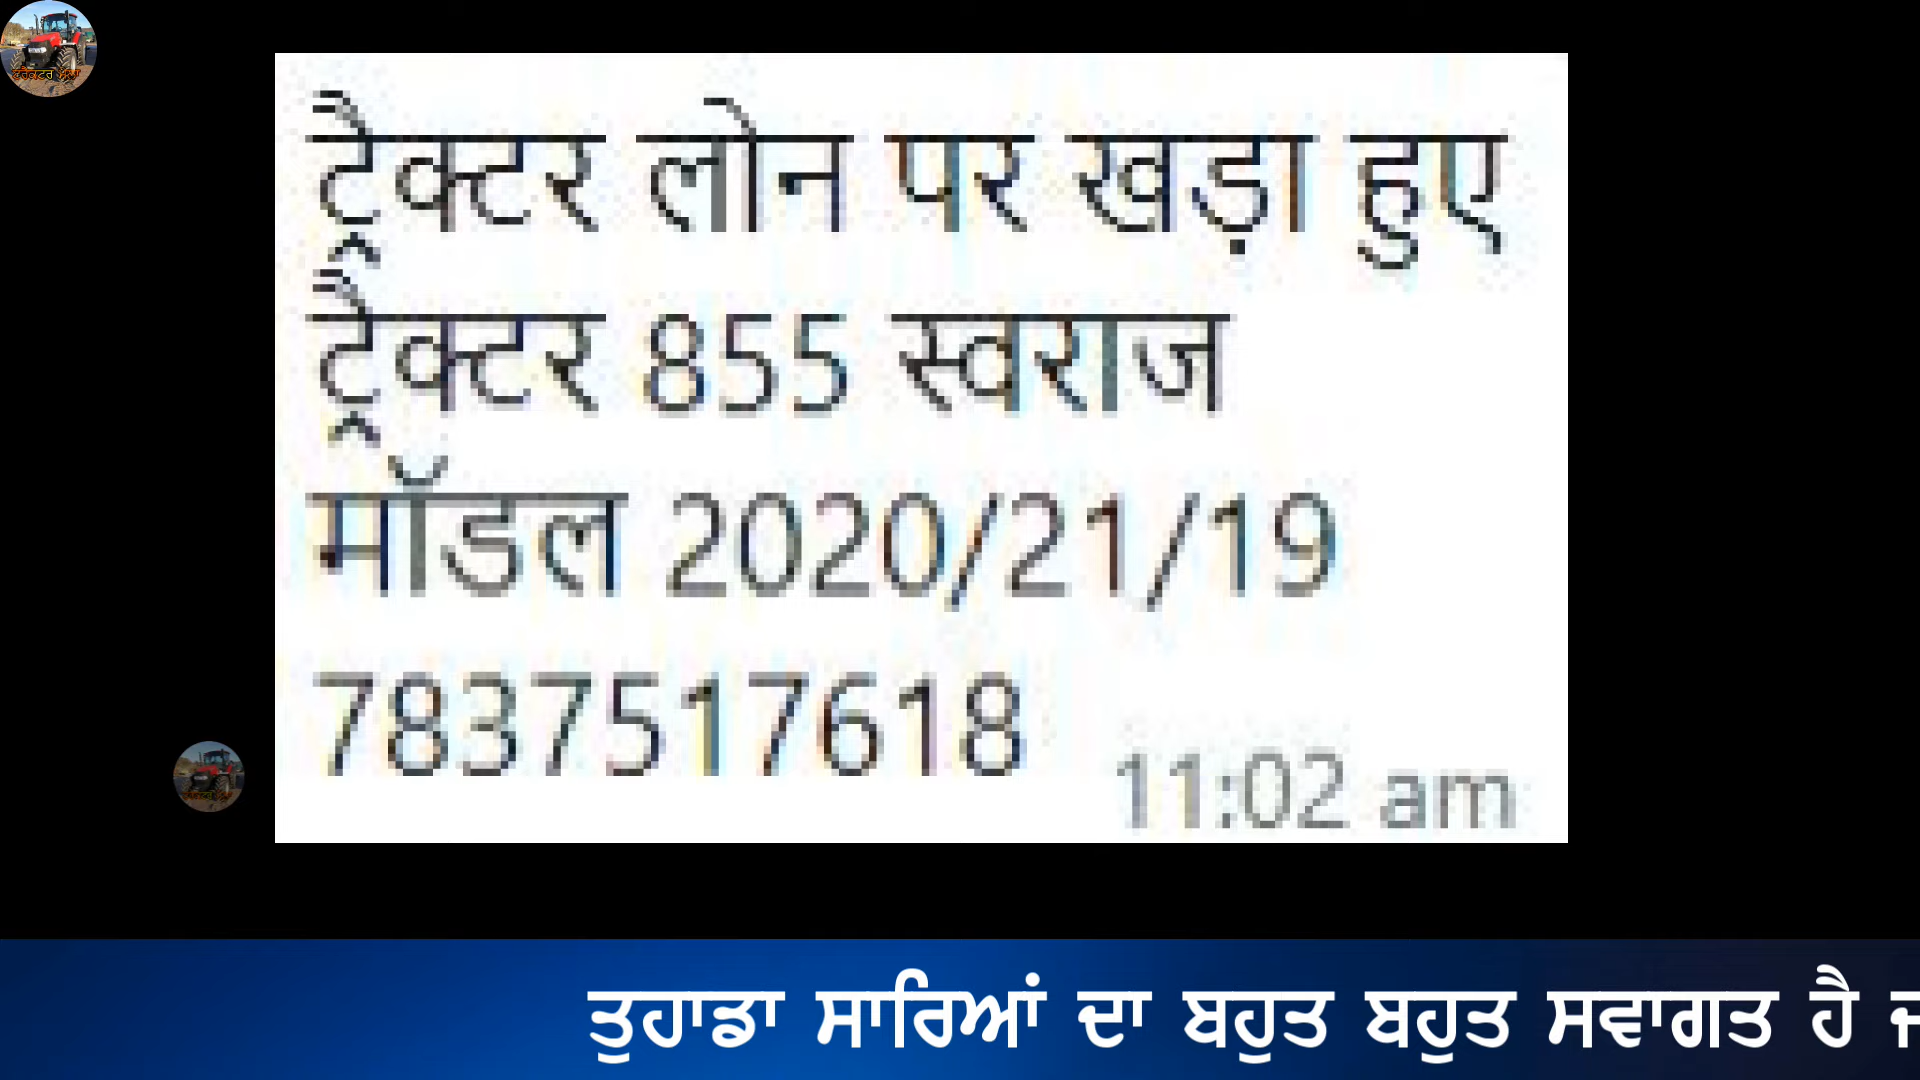 ट्रैक्टर लोन पर खड़ा हुए
ट्रैक्टर 855 स्वराज
मॉडल 2020/21/19
7837517618
11:02 am
ਤੁਹਾਡਾ ਸਾਰਿਆਂ ਦਾ ਬਹੁਤ ਬਹੁਤ ਸਵਾਗਤ ਹੈ